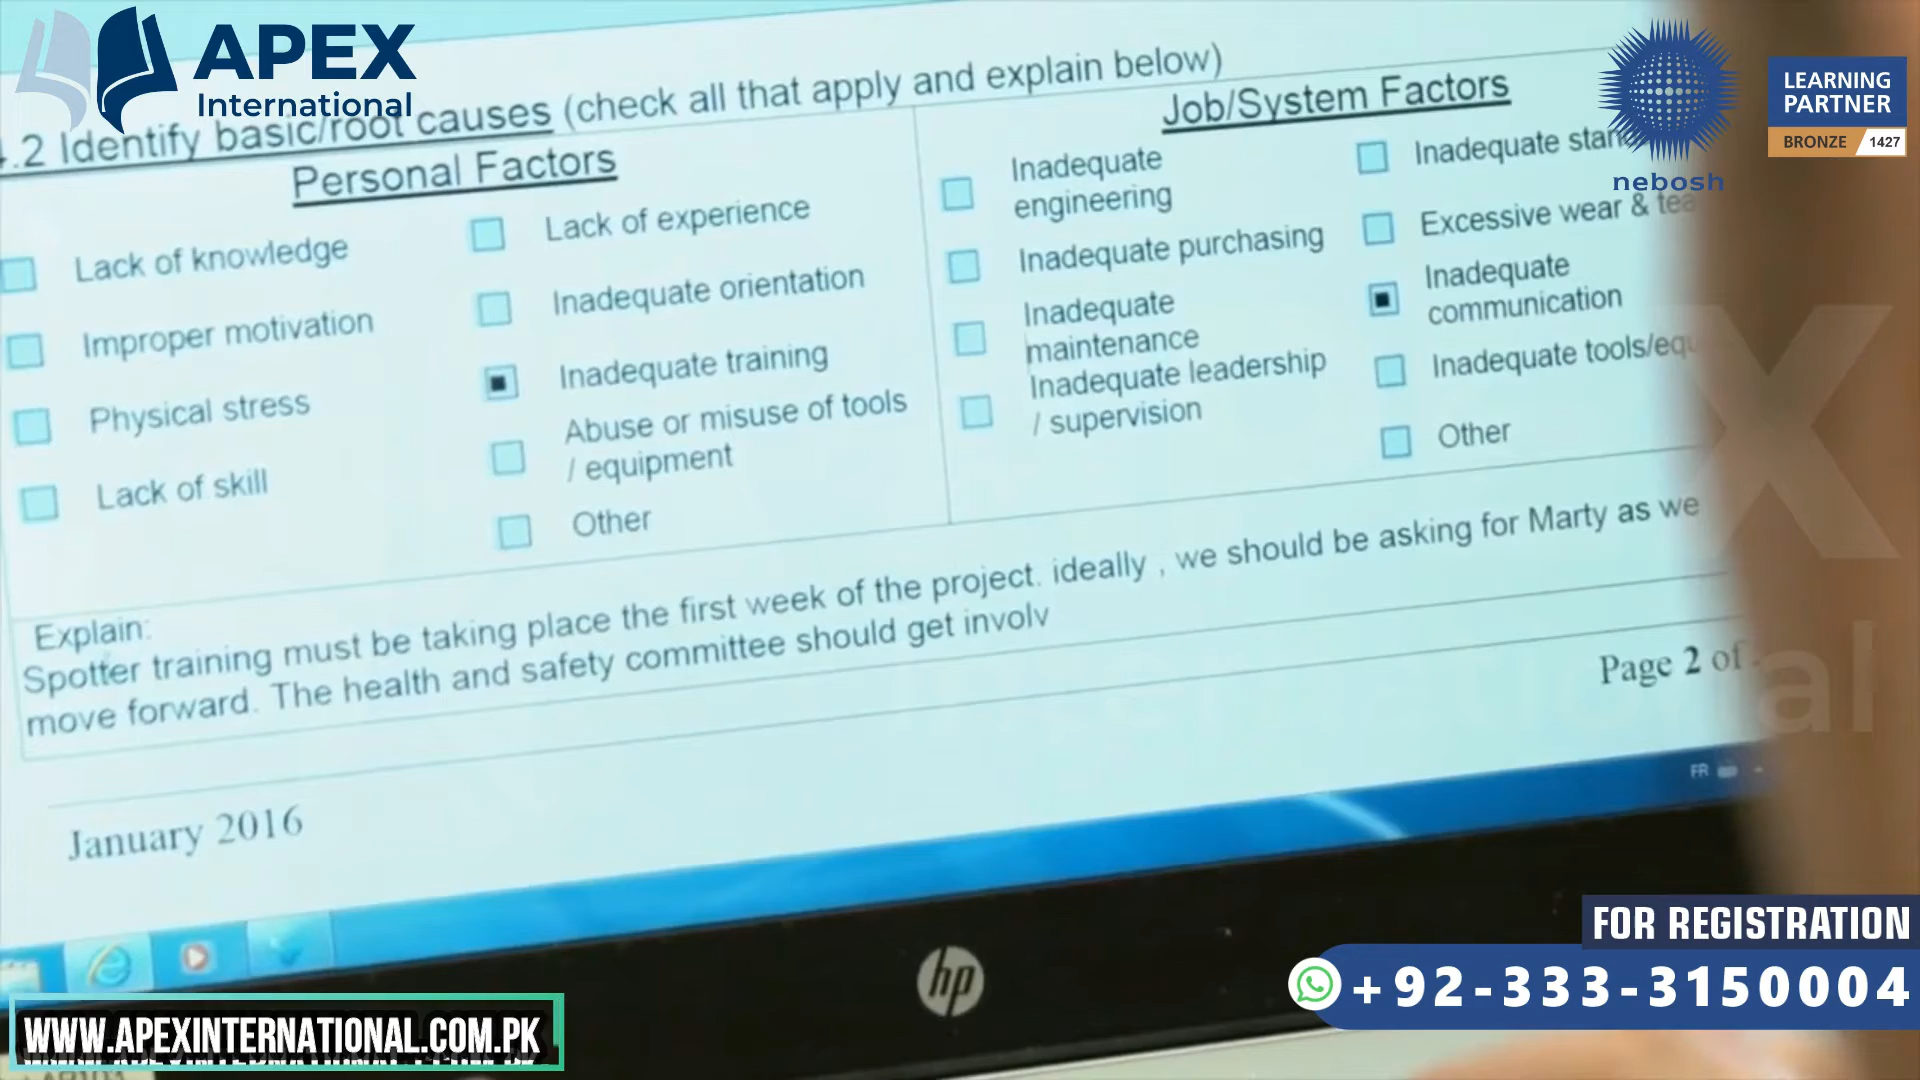 APEX
International
nebosh
LEARNING
PARTNER
BRONZE 1427
4.2 Identify basic/root causes (check all that apply and explain below)
Personal Factors
Lack of knowledge
Improper motivation
Physical stress
Lack of skill
Lack of experience
Inadequate orientation
Inadequate training
Abuse or misuse of tools
/ equipment
Other
Job/System Factors
Inadequate
engineering
Inadequate purchasing
Inadequate
maintenance
Inadequate leadership
/ supervision
Inadequate
Excessive wear &
Inadequate
communication
Inadequate
Other
Explain:
Spotter training must be taking place the first week of the project. ideally , we should be asking for Marty as we
move forward. The health and safety committee should get involv
Page 2 of
January 2016
FR
hp
FOR REGISTRATION
+92-333-3150004
WWW.APEXINTERNATIONAL.COM.PK